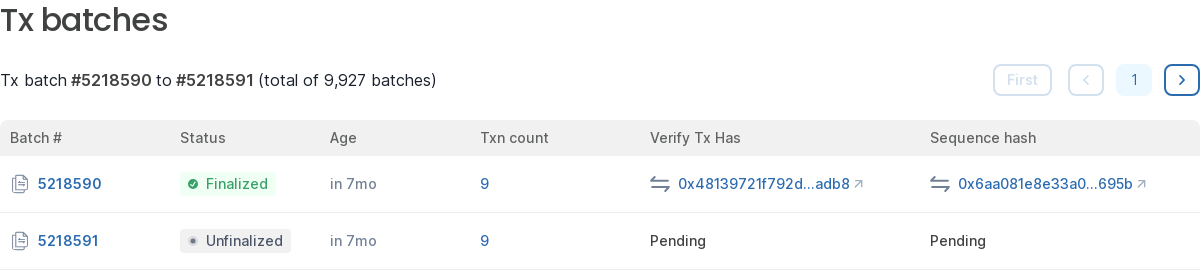 Tx batches
Tx batch #5218590 to #5218591 (total of 9,927 batches) First 1
Batch # Status Age Txn count Verify Tx Has Sequence hash
5218590 Finalized in 7mo 9 0x48139721f792d...adb8 0x6aa081e8e33a0...695b
5218591 Unfinalized in 7mo 9 Pending Pending